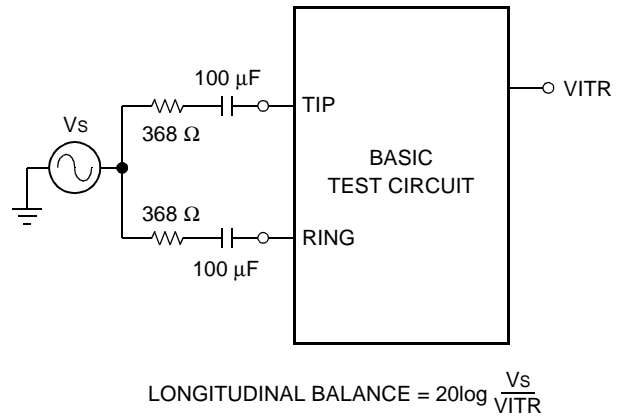 100 μF
TIP
368 Ω
Vs
368 Ω
RING
100 μF
BASIC
TEST CIRCUIT
VITR
LONGITUDINAL BALANCE = 20log Vs
VITR